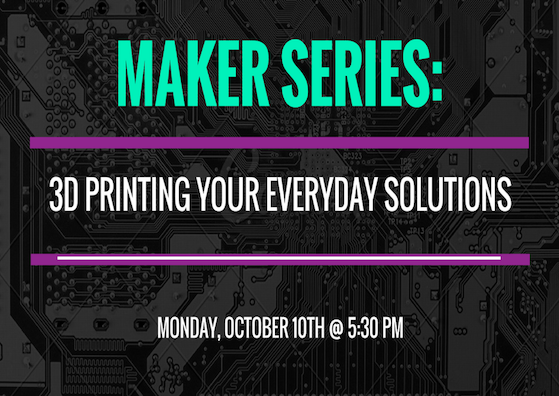 MAKER SERIES:
3D PRINTING YOUR EVERYDAY SOLUTIONS
MONDAY, OCTOBER 10TH @ 5:30 PM